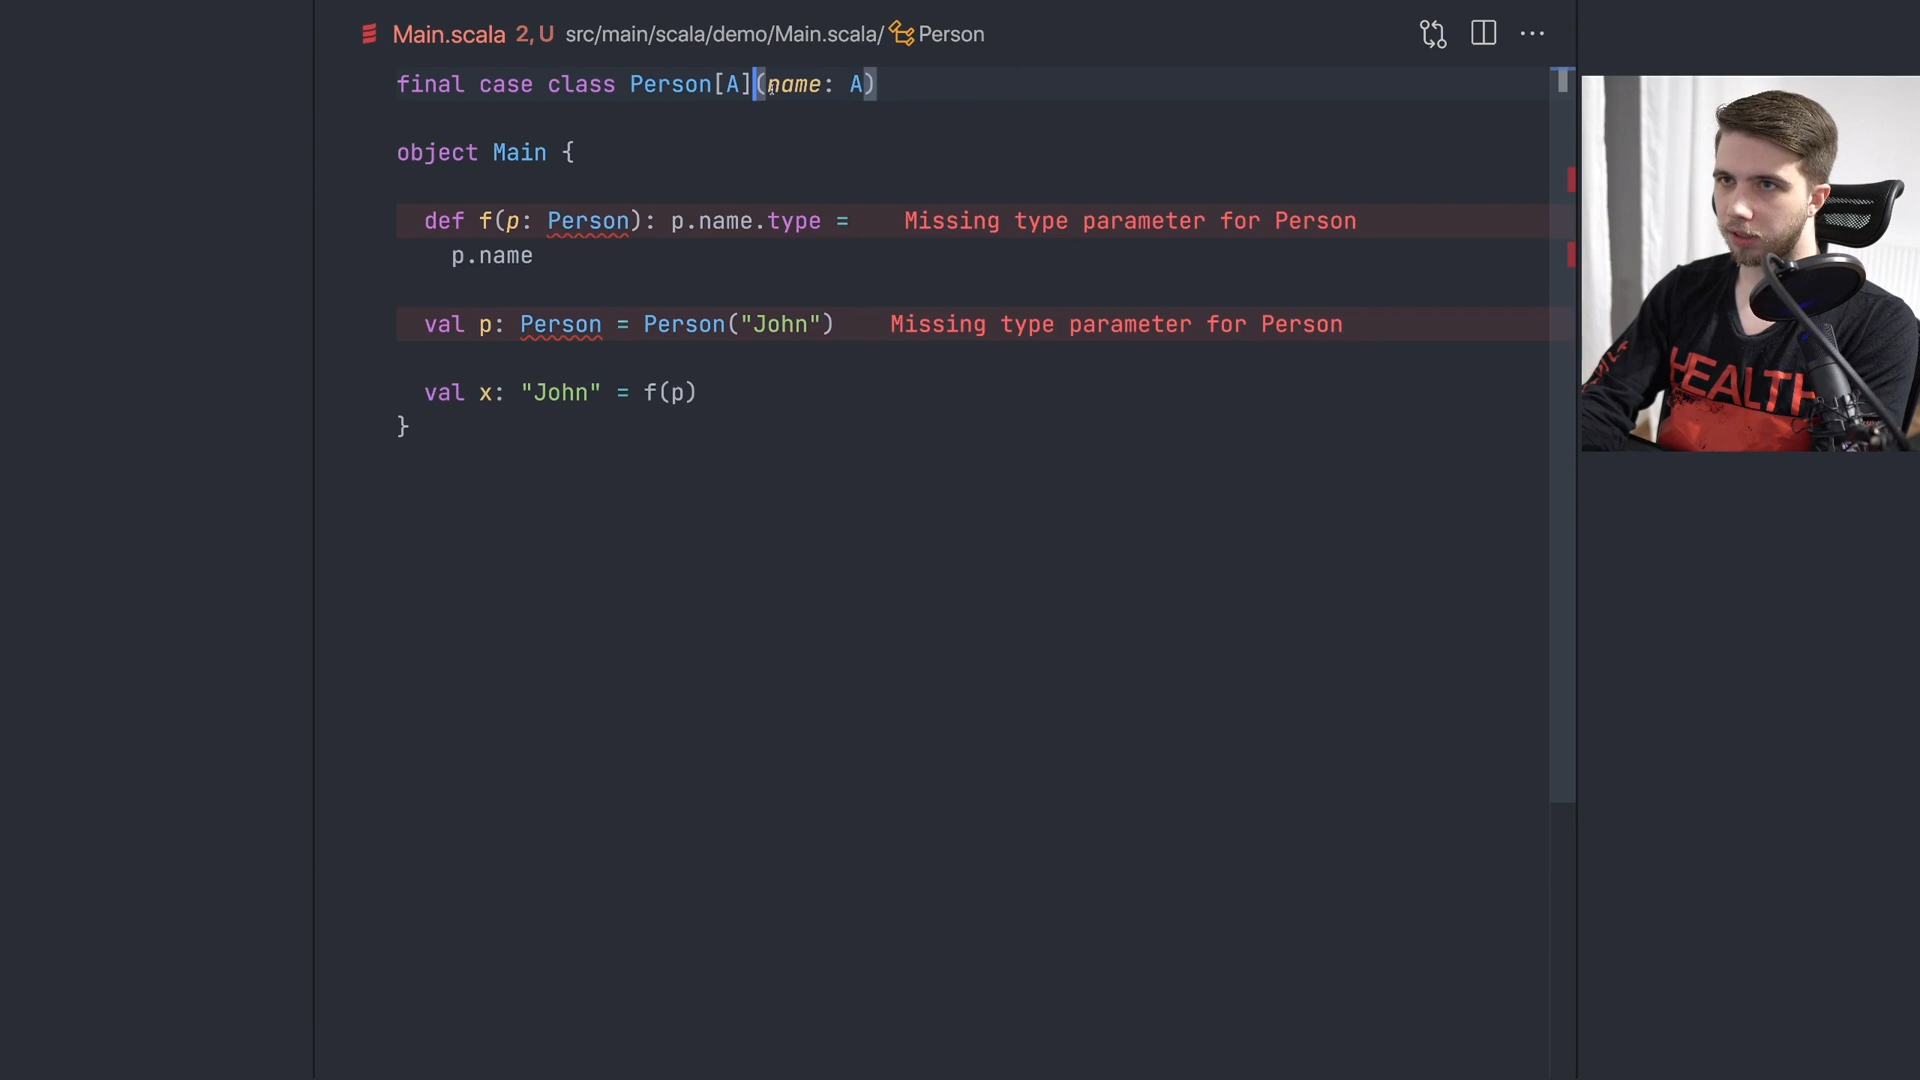 Main.scala 2, U src/main/scala/demo/Main.scala/ Person
final case class Person[A](name: A)
object Main {
def f(p: Person): p.name.type = Missing type parameter for Person
p.name
val p: Person = Person("John") Missing type parameter for Person
val x: "John" = f(p)
}
HEALTH